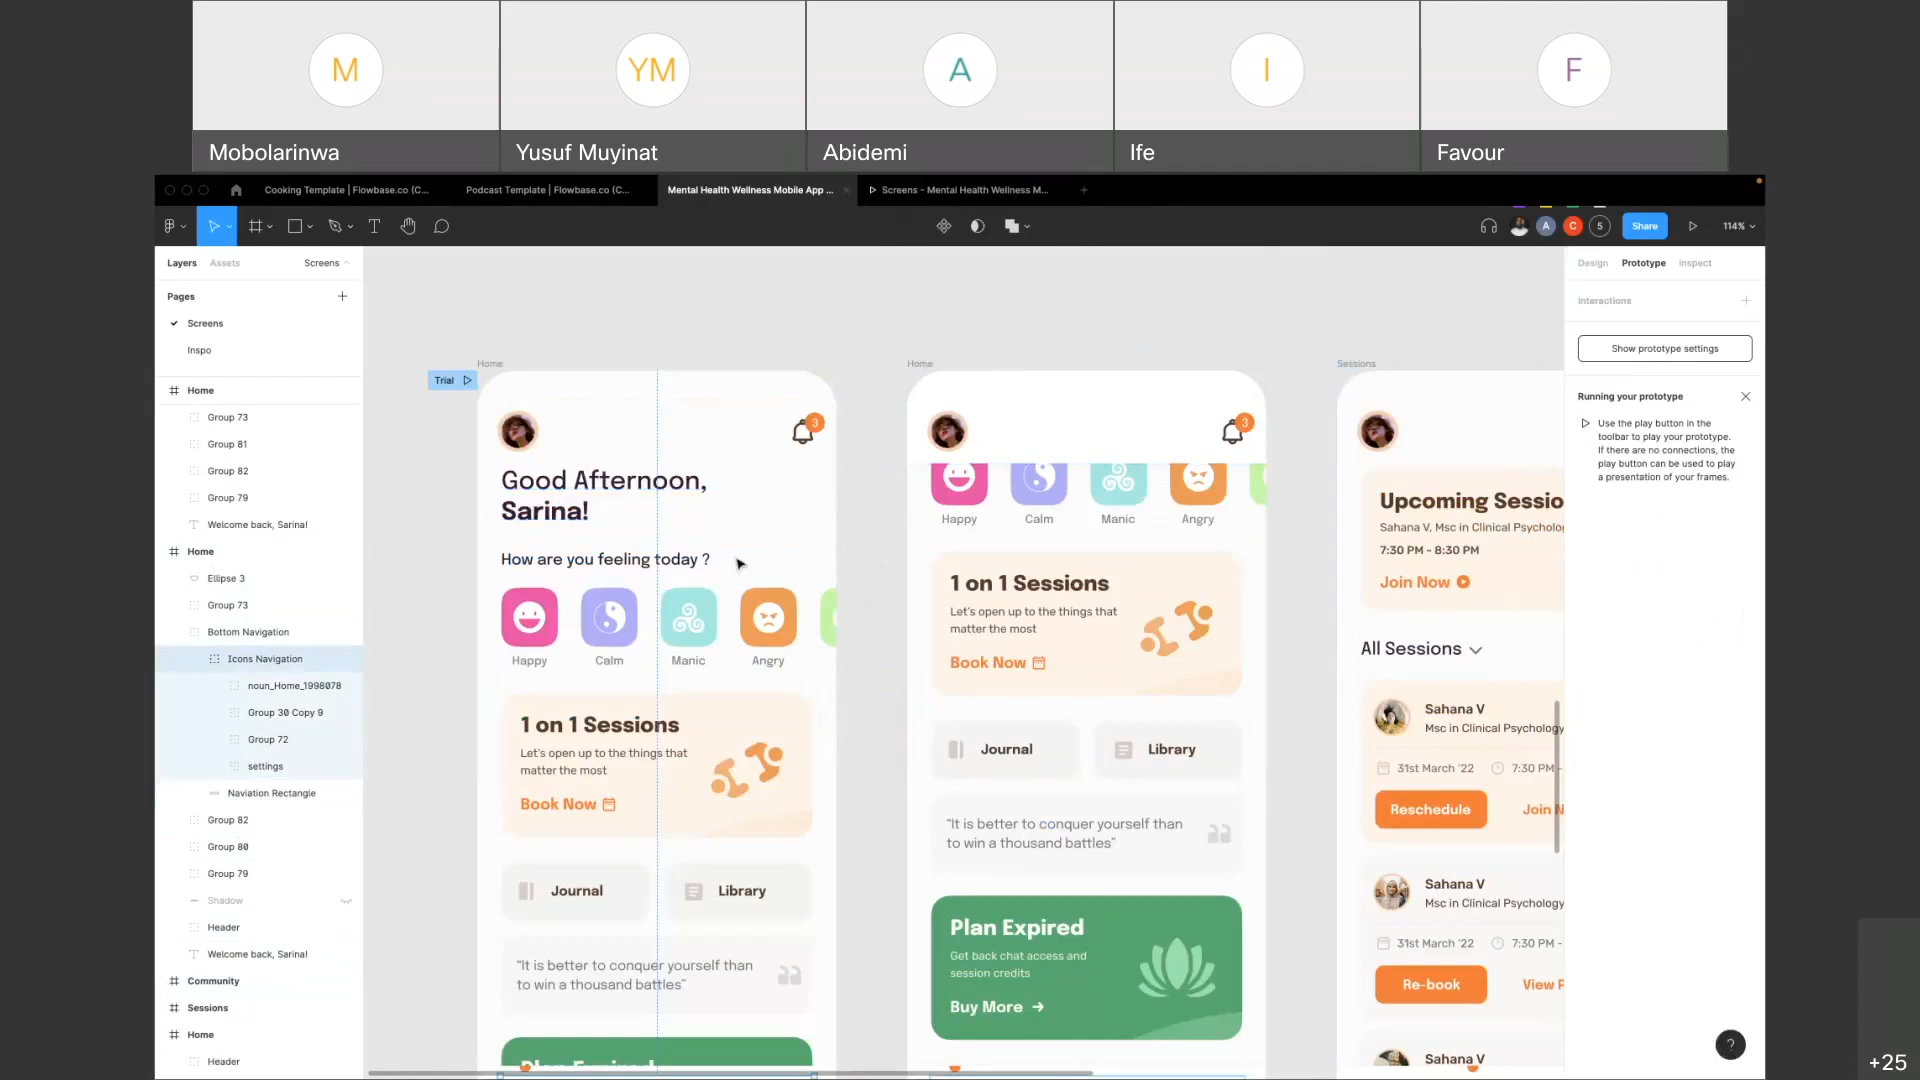 M
YM
A
I
F
Mobolarinwa
Yusuf Muyinat
Abidemi
Ife
Favour
Cooking Template | Flowbase.co (C...
Podcast Template | Flowbase.co (C...
Mental Health Wellness Mobile App ...
Screens - Mental Health Wellness M...
A
C
5
Share
114%
Layers
Assets
Screens
Pages
Screens
Inspo
Home
Group 73
Group 81
Group 82
Group 79
Welcome back, Sarina!
Home
Ellipse 3
Group 73
Bottom Navigation
Icons Navigation
noun_Home_1998078
Group 30 Copy 9
Group 72
settings
Naviation Rectangle
Group 82
Group 80
Group 79
Shadow
Header
Welcome back, Sarina!
Community
Sessions
Home
Header
Trial
Home
3
Good Afternoon,
Sarina!
How are you feeling today ?
Happy
Calm
Manic
Angry
1 on 1 Sessions
Let's open up to the things that
matter the most
Book Now
Journal
Library
“It is better to conquer yourself than
to win a thousand battles”
Plan Expired
Home
3
Happy
Calm
Manic
Angry
1 on 1 Sessions
Let's open up to the things that
matter the most
Book Now
Journal
Library
“It is better to conquer yourself than
to win a thousand battles”
Plan Expired
Get back chat access and
session credits
Buy More
Sessions
Upcoming Sessio
Sahana V, Msc in Clinical Psycholo
7:30 PM - 8:30 PM
Join Now
All Sessions
Sahana V
Msc in Clinical Psychology
31st March '22
7:30 PM -
Reschedule
Join N
Sahana V
Msc in Clinical Psychology
31st March '22
7:30 PM -
Re-book
View P
Sahana V
Design
Prototype
Inspect
Interactions
Show prototype settings
Running your prototype
Use the play button in the
toolbar to play your prototype.
If there are no connections, the
play button can be used to play
a presentation of your frames.
?
+25